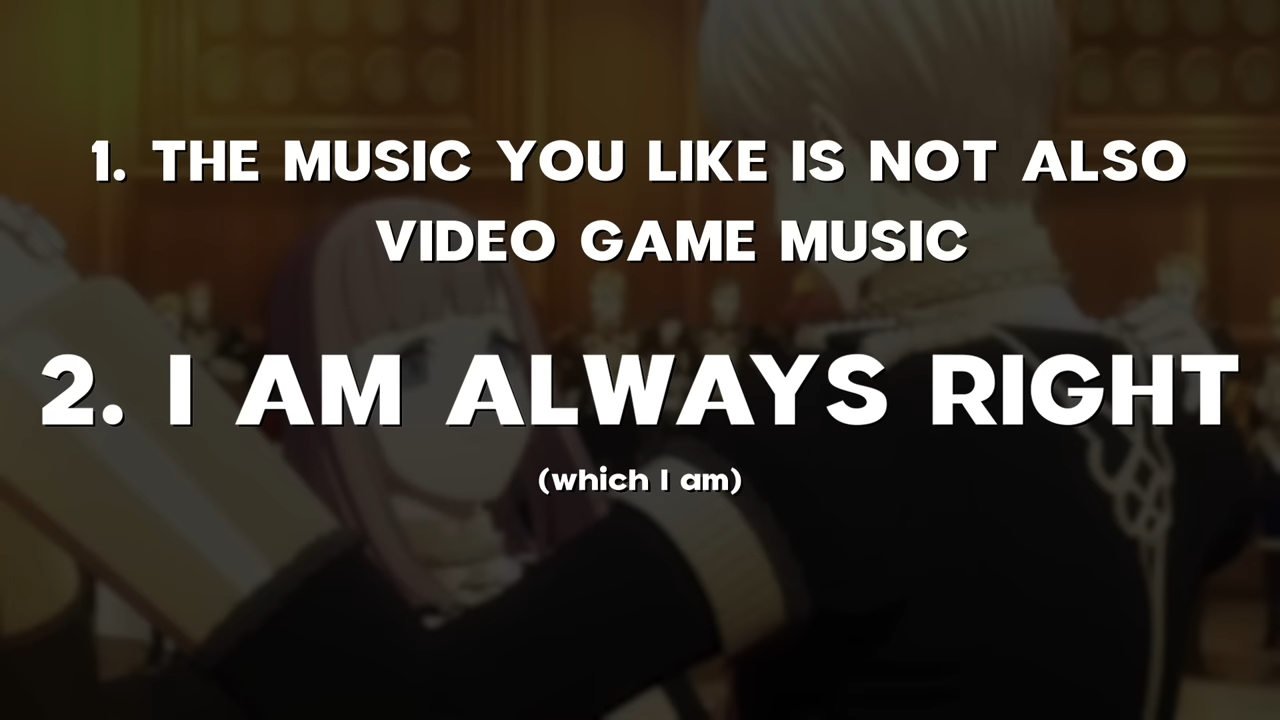 1. THE MUSIC YOU LIKE IS NOT ALSO
VIDEO GAME MUSIC
2. I AM ALWAYS RIGHT
(which I am)